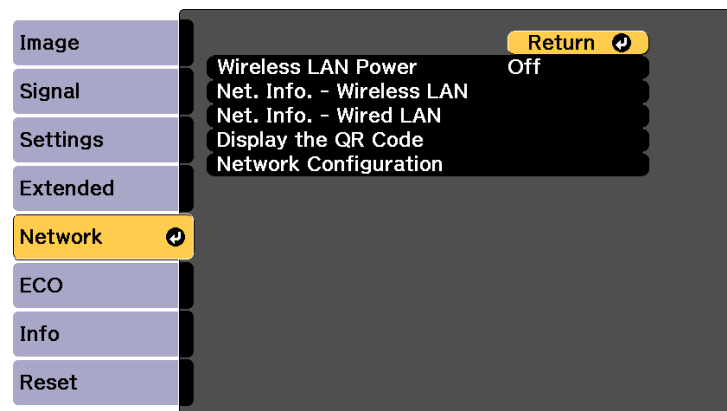 Image
Signal
Settings
Extended
Network
ECO
Info
Reset
Return
Wireless LAN Power Off
Net. Info. - Wireless LAN
Net. Info. - Wired LAN
Display the QR Code
Network Configuration